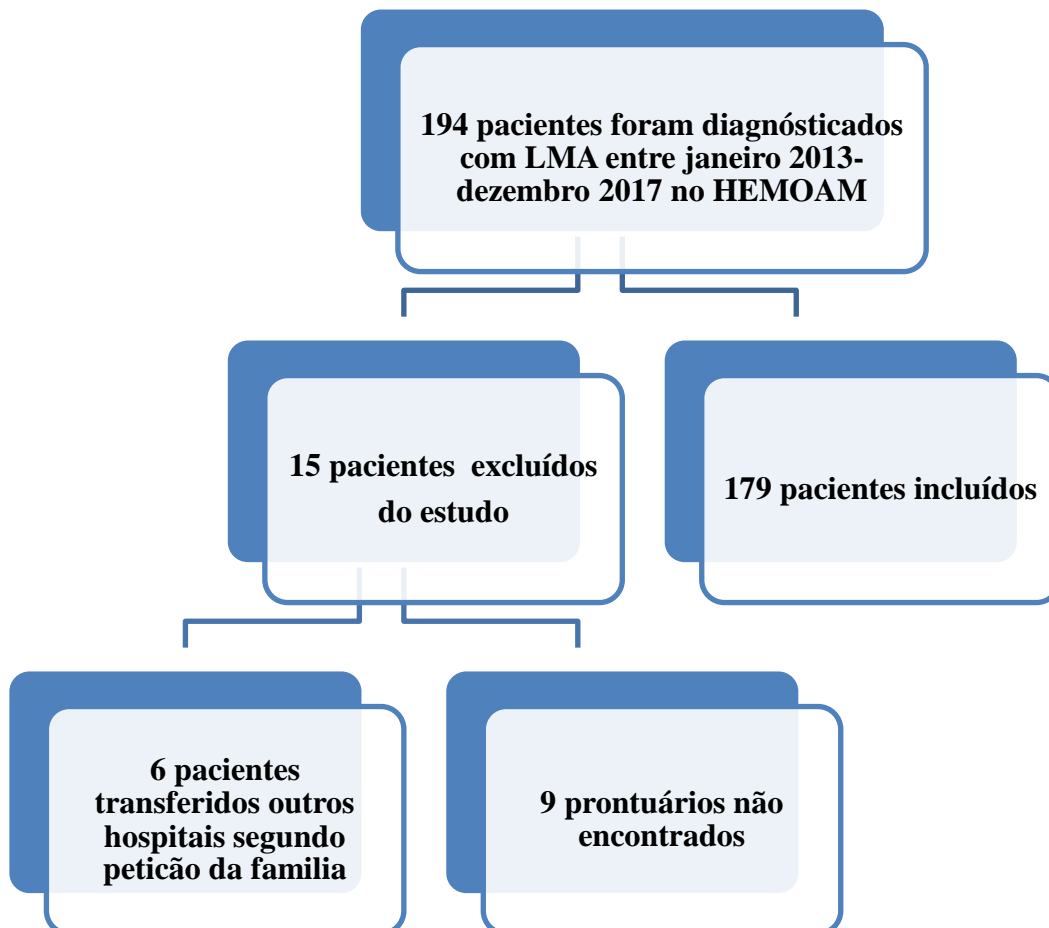 194 pacientes foram diagnósticados
com LMA entre janeiro 2013-
dezembro 2017 no HEMOAM
15 pacientes excluídos
do estudo
179 pacientes incluídos
6 pacientes
transferidos outros
hospitais segundo
peticão da familia
9 prontuários não
encontrados